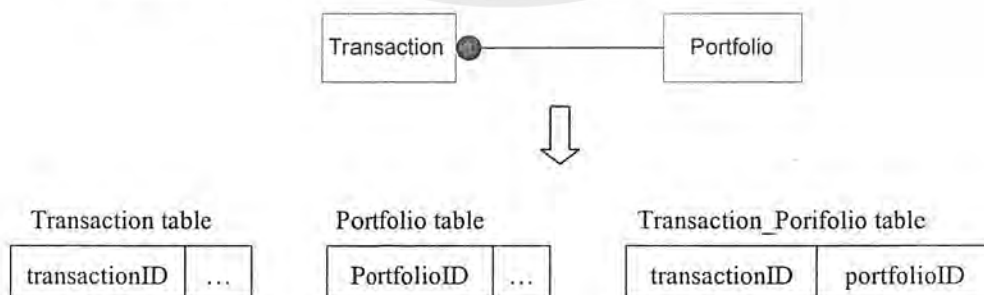 Transaction Portfolio
Transaction table Portfolio table Transaction_Porifolio table
transactionID ... PortfolioID ... transactionID portfolioID